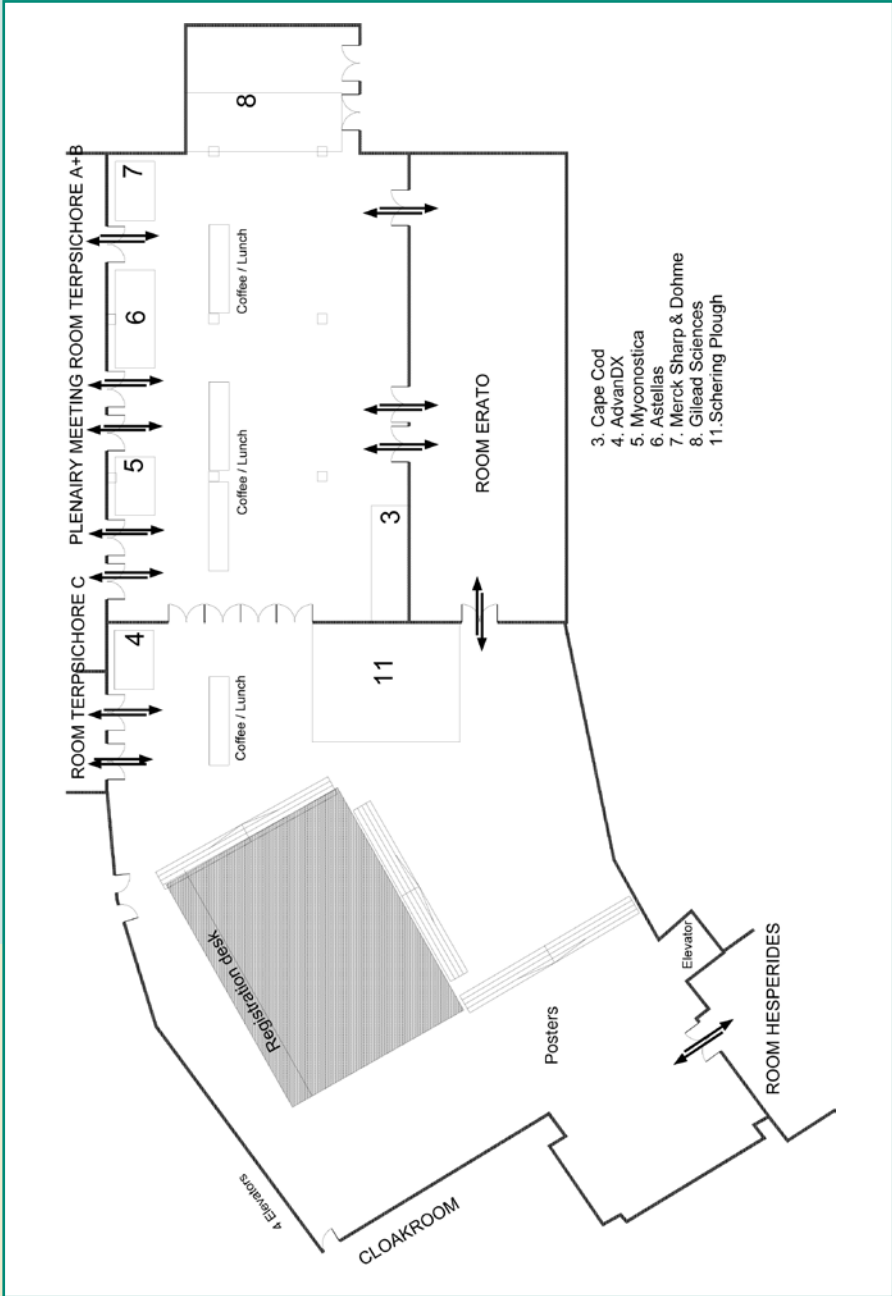 PLENAIRY MEETING ROOM TERPSICHORE A+B
ROOM TERPSICHORE C
7
8
6
5
4
Coffee / Lunch
Coffee / Lunch
Coffee / Lunch
3
11
ROOM ERATO
3. Cape Cod
4. AdvanDX
5. Myconostica
6. Astellas
7. Merck Sharp & Dohme
8. Gilead Sciences
11.Schering Plough
Registration desk
4 Elevators
CLOAKROOM
Posters
Elevator
ROOM HESPERIDES